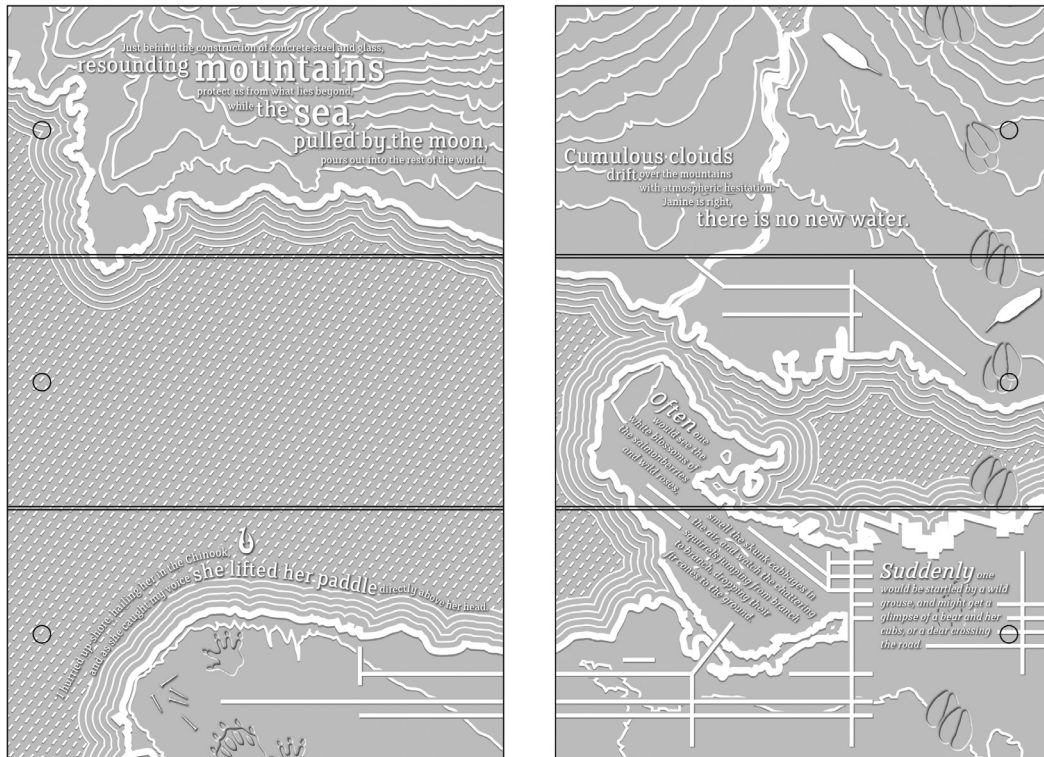 Just behind the construction of concrete steel and glass,
resounding mountains
protect us from what lies beyond,
while the sea,
pulled by the moon,
pours out into the rest of the world.
I hurried up-shore, hailing her in the Chinook,
and as she caught my voice she lifted her paddle directly above her head.
Cumulous clouds
drift over the mountains
with atmospheric hesitation.
Janine is right,
there is no new water.
Often one
would see the
white blossoms of
the salmonberries
and wild roses,
smell the skunk cabbages in
the air, and watch the chattering
squirrels jumping from branch
to branch, dropping their
fir cones to the ground.
Suddenly one
would be startled by a wild
grouse, and might get a
glimpse of a bear and her
cubs, or a dear crossing
the road.